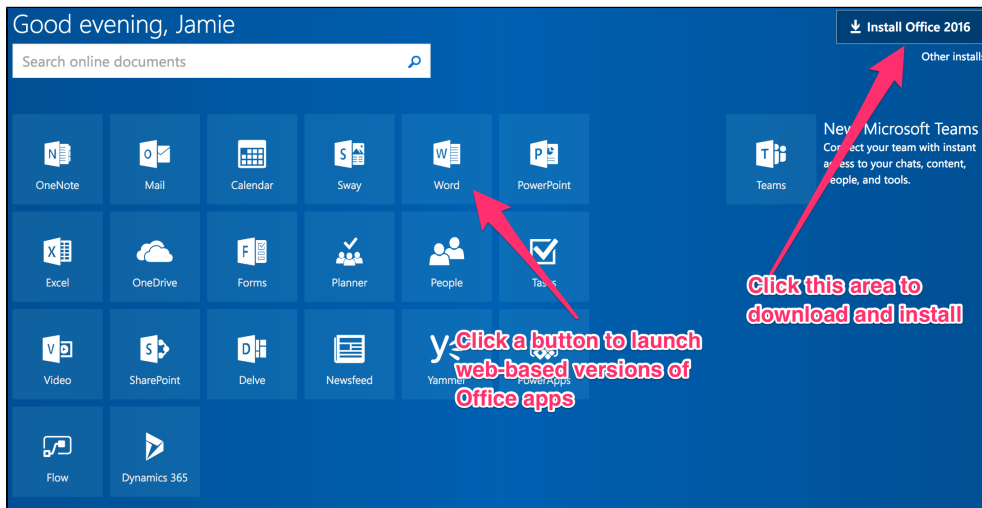 Good evening, Jamie
Install Office 2016
Search online documents
Other installs
New: Microsoft Teams
Connect your team with instant
access to your chats, content,
people, and tools.
OneNote
Mail
Calendar
Sway
Word
PowerPoint
Teams
Excel
OneDrive
Forms
Planner
People
Tasks
Click this area to
download and install
Click a button to launch
web-based versions of
Office apps
Video
SharePoint
Delve
Newsfeed
Yammer
PowerApps
Flow
Dynamics 365